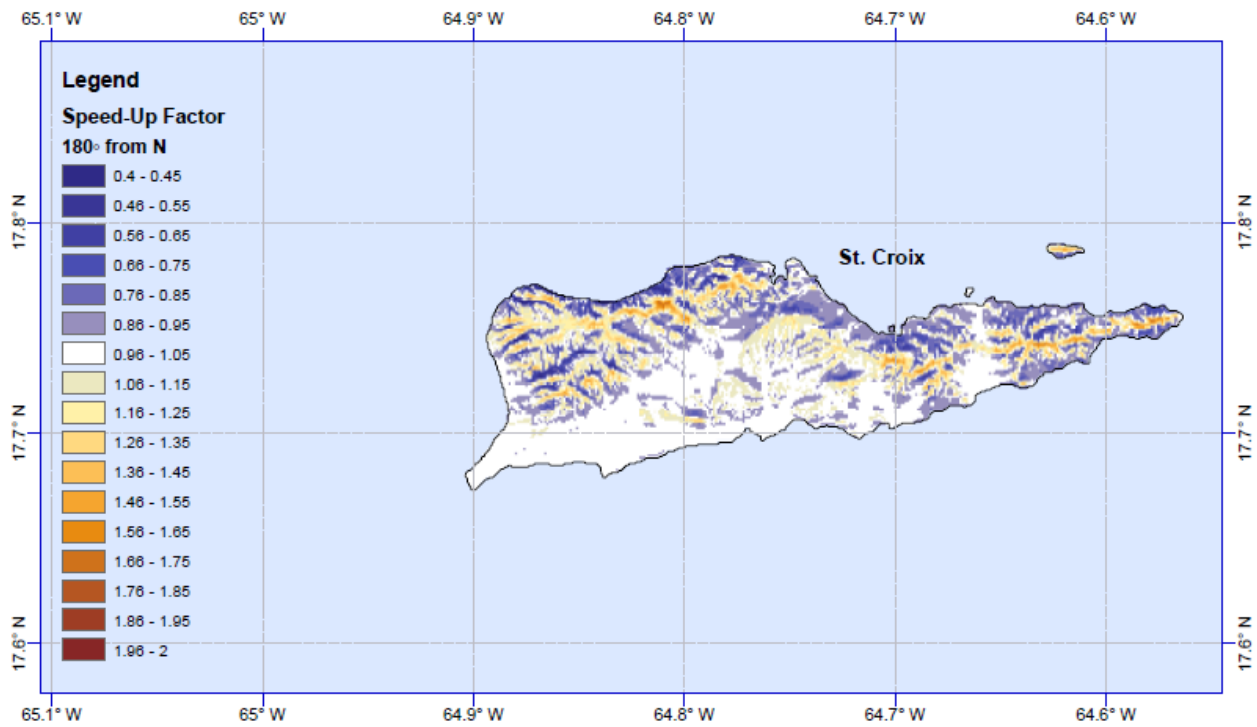 65.1° W 65° W 64.9° W 64.8° W 64.7° W 64.6° W
Legend
Speed-Up Factor
180° from N
0.4 - 0.45
0.46 - 0.55
0.56 - 0.65
0.66 - 0.75
0.76 - 0.85
0.86 - 0.95
0.96 - 1.05
1.06 - 1.15
1.16 - 1.25
1.26 - 1.35
1.36 - 1.45
1.46 - 1.55
1.56 - 1.65
1.66 - 1.75
1.76 - 1.85
1.86 - 1.95
1.96 - 2
St. Croix
17.8° N
17.7° N
17.6° N
17.8° N
17.7° N
17.6° N
65.1° W 65° W 64.9° W 64.8° W 64.7° W 64.6° W